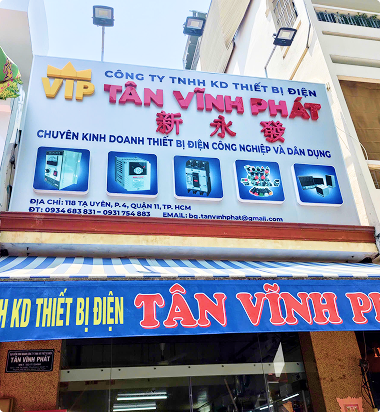 VIP
CÔNG TY TNHH KD THIẾT BỊ ĐIỆN
TÂN VĨNH PHÁT
新永發
CHUYÊN KINH DOANH THIẾT BỊ ĐIỆN CÔNG NGHIỆP VÀ DÂN DỤNG
ĐỊA CHỈ: 118 TẠ UYÊN, P.4, QUẬN 11, TP. HCM
ĐT: 0934 683 831 - 0931 754 883 EMAIL: bg.tanvinhphat@gmail.com
NH KD THIẾT BỊ ĐIỆN TÂN VĨNH PH
TÂN VĨNH PHÁT